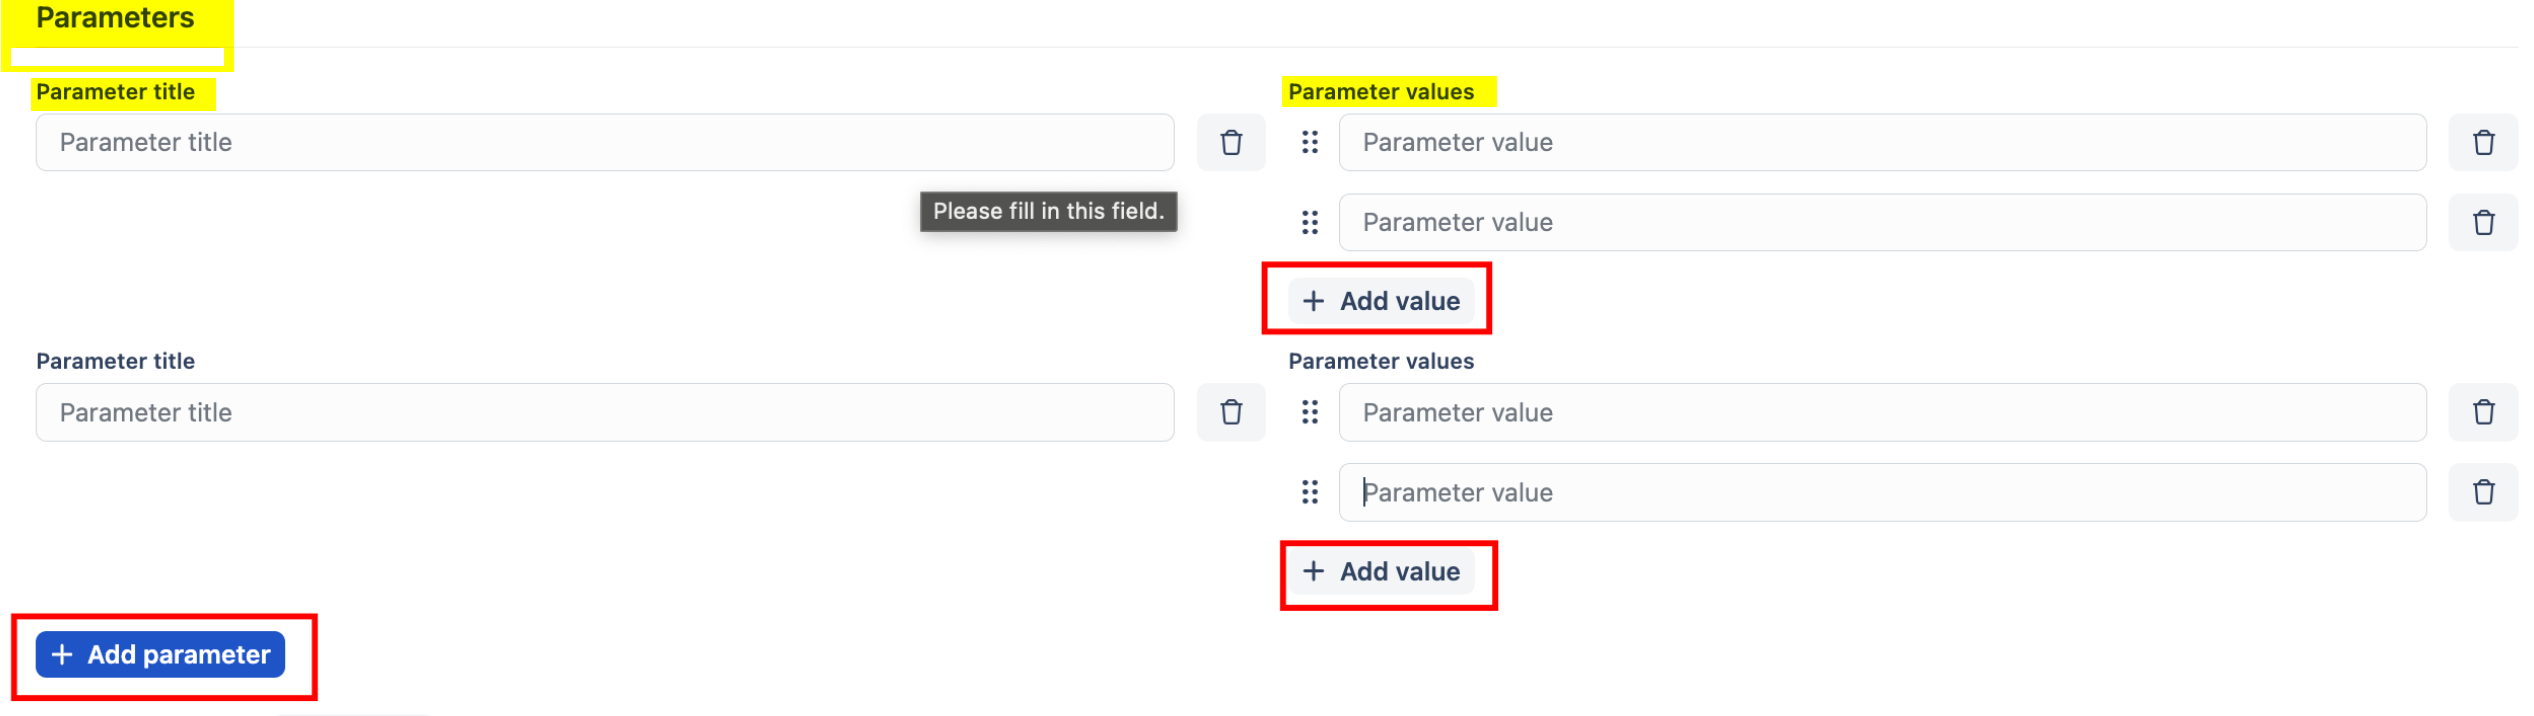 Parameters
Parameter title
Parameter values
Parameter title
Parameter value
Please fill in this field.
Parameter value
+ Add value
Parameter title
Parameter values
Parameter title
Parameter value
Parameter value
+ Add value
+ Add parameter